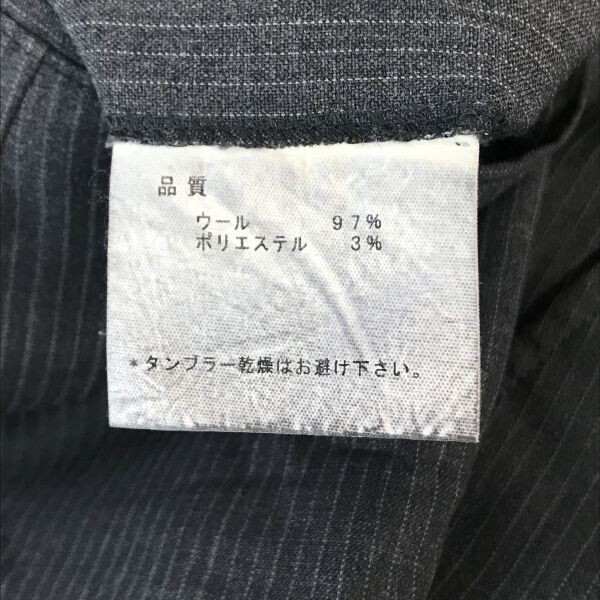 品質
ウール 97%
ポリエステル 3%
*タンブラー乾燥はお避け下さい。